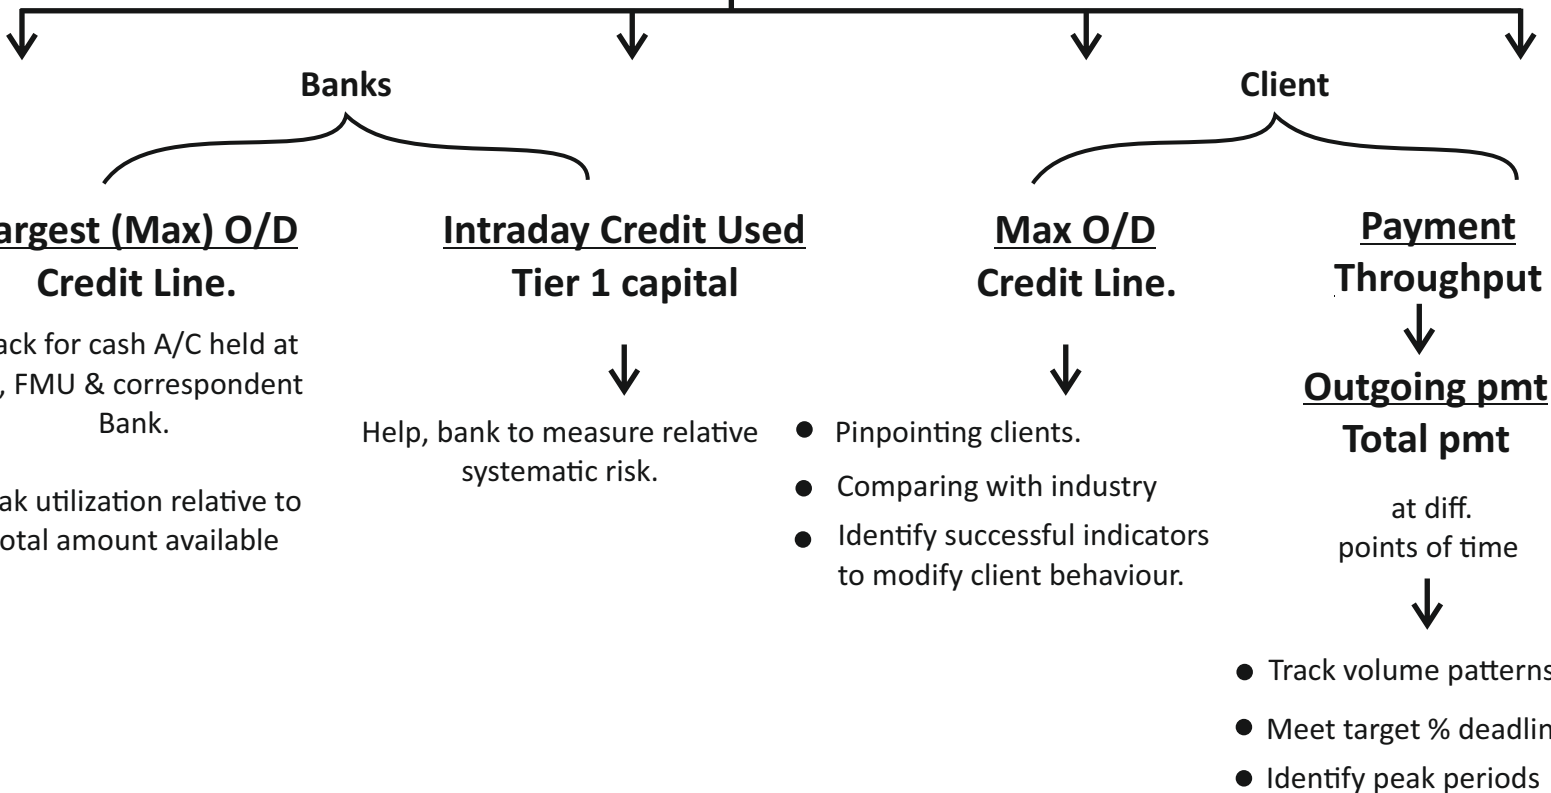 Banks
Client
argest (Max) O/D
Credit Line.
ack for cash A/C held at
, FMU & correspondent
Bank.
ak utilization relative to
otal amount available
Intraday Credit Used
Tier 1 capital
Help, bank to measure relative
systematic risk.
Max O/D
Credit Line.
● Pinpointing clients.
● Comparing with industry
● Identify successful indicators
to modify client behaviour.
Payment
Throughput
Outgoing pmt
Total pmt
at diff.
points of time
● Track volume patterns
● Meet target % deadlin
● Identify peak periods